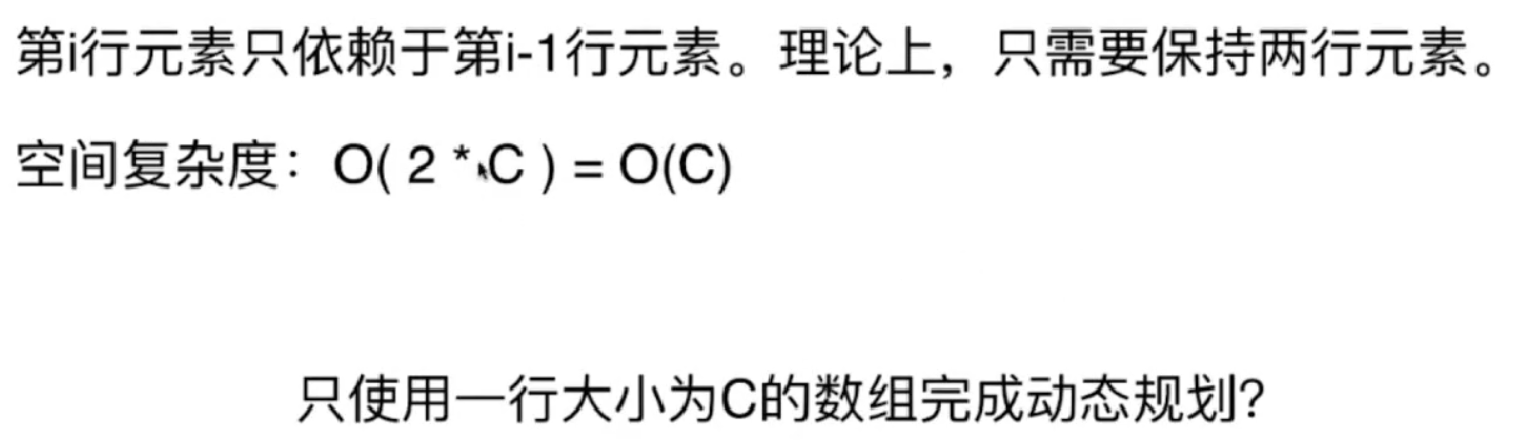 第i行元素只依赖于第i-1行元素。理论上，只需要保持两行元素。
空间复杂度：O( 2 * C ) = O(C)
只使用一行大小为C的数组完成动态规划？